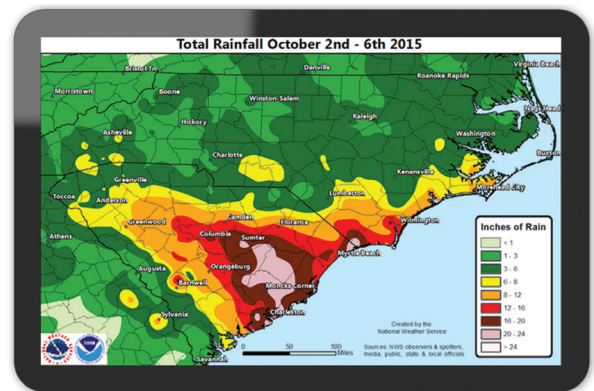 Total Rainfall October 2nd - 6th 2015
Bristol Tn.
Danville
Virginia Beach
Roanoke Rapids
Morristown
Boone
Winston-Salem
Nags Head
Raleigh
Hickory
Asheville
Washington
Buxton
Charlotte
Greenville
Kenansville
Morehead City
Toccoa
Anderson
Lumberton
Greenwood
Camden
Florence
Wilmington
Athens
Columbia
Sumter
Myrtle Beach
Augusta
Orangeburg
Barnwell
Moncks Corner
Sylvania
Charleston
Savannah
Inches of Rain
< 1
1 - 3
3 - 6
6 - 8
8 - 12
12 - 16
16 - 20
20 - 24
> 24
0 50 100
Miles
Created by the
National Weather Service
Sources: NWS observers & spotters,
media, public, state & local officials